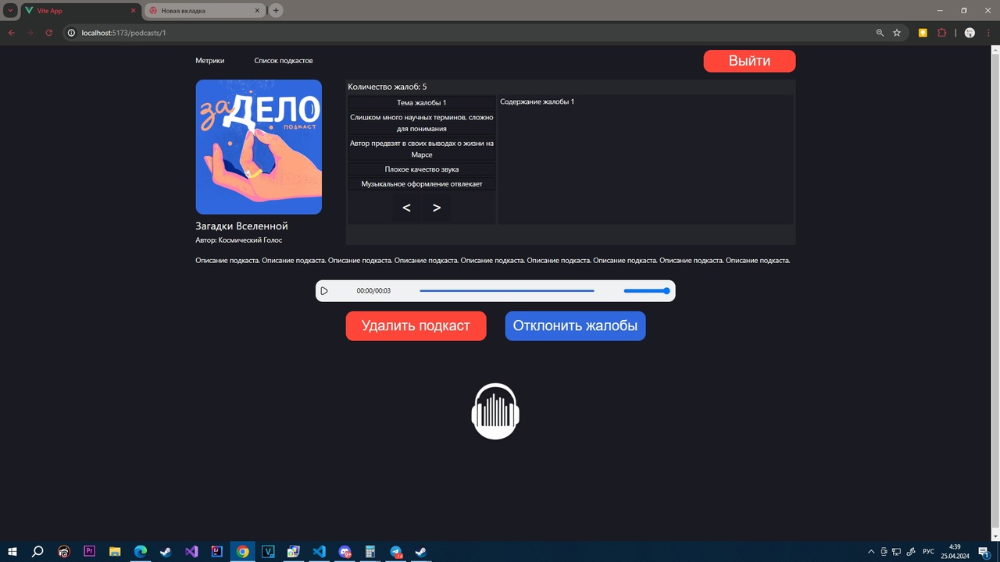 Vite App
Новая вкладка
localhost:5173/podcasts/1
Метрики
Список подкастов
Выйти
за ДЕЛО
ПОДКАСТ
Количество жалоб: 5
Тема жалобы 1
Слишком много научных терминов, сложно
для понимания
Автор предвзят в своих выводах о жизни на
Марсе
Плохое качество звука
Музыкальное оформление отвлекает
< >
Содержание жалобы 1
Загадки Вселенной
Автор: Космический Голос
Описание подкаста. Описание подкаста. Описание подкаста. Описание подкаста. Описание подкаста. Описание подкаста. Описание подкаста. Описание подкаста. Описание подкаста.
00:00/00:03
Удалить подкаст
Отклонить жалобы
Pr
РУС
4:39
25.04.2024